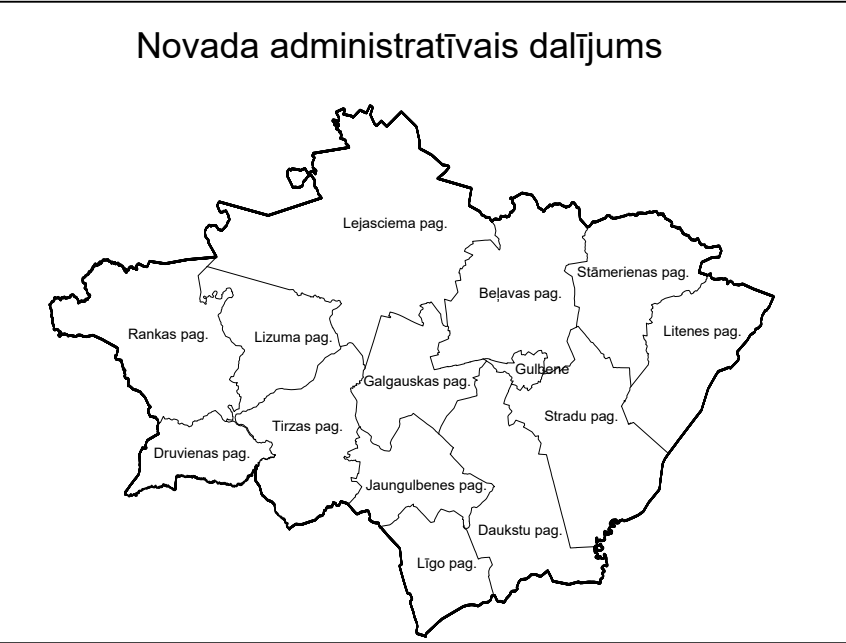 Novada administratīvais dalījums
Lejasciema pag.
Stāmerienas pag.
Beļavas pag.
Rankas pag.
Lizuma pag.
Litenes pag.
Gulbene
Galgauskas pag.
Stradu pag.
Tirzas pag.
Druvienas pag.
Jaungulbenes pag.
Daukstu pag.
Līgo pag.